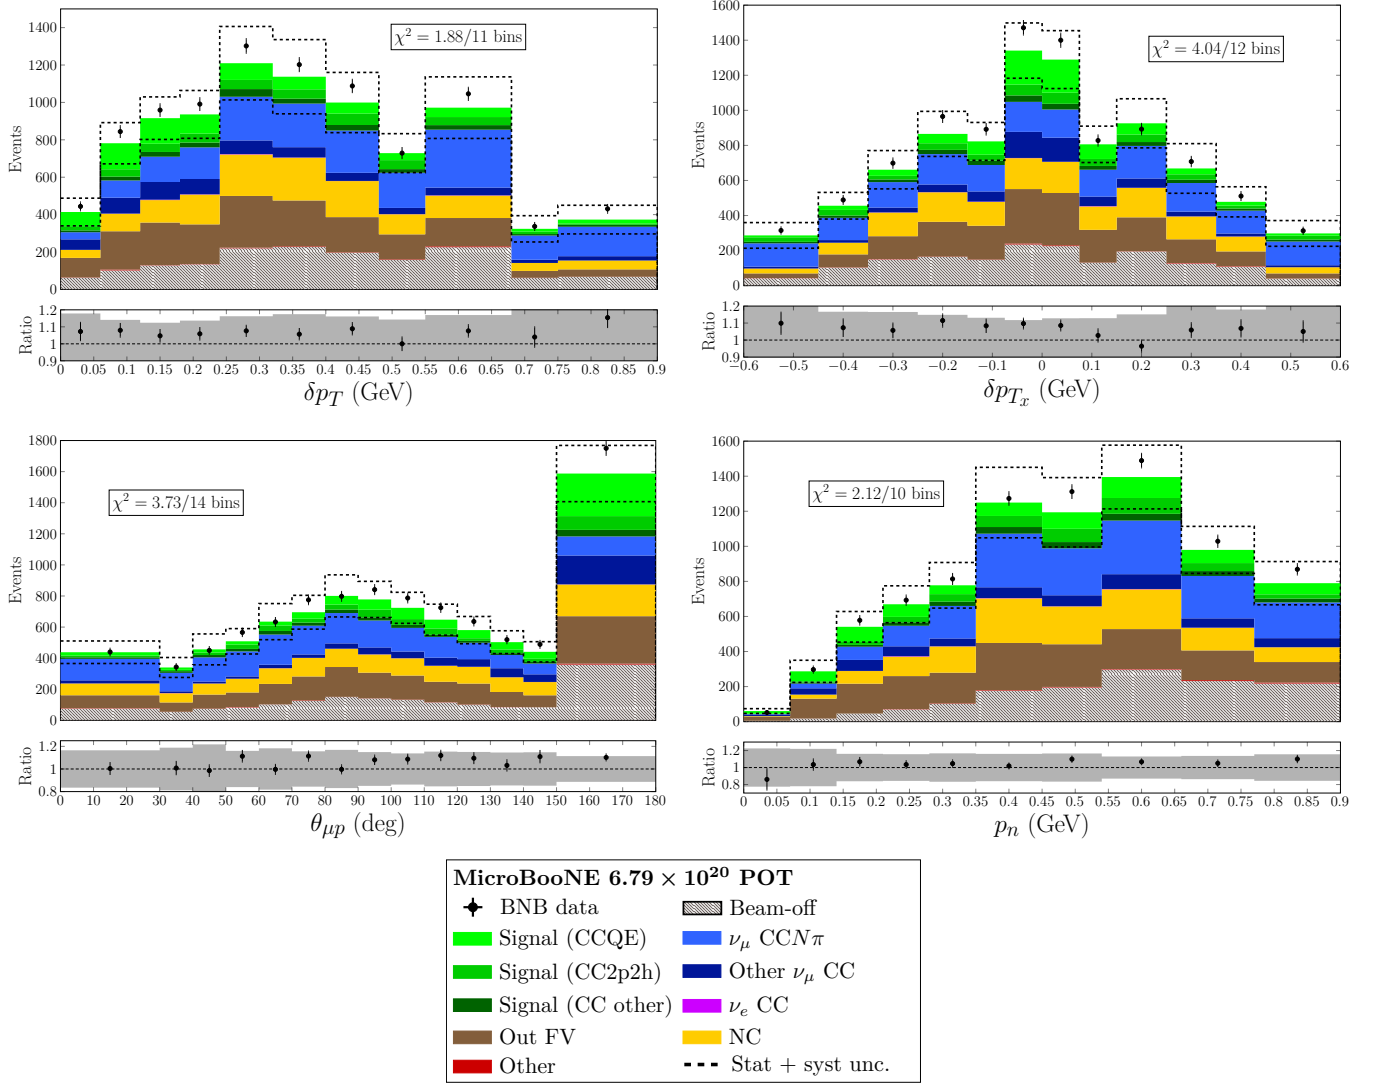 1400
1200
1000
800
600
400
200
0
Events
χ² = 1.88/11 bins
1.2
1.1
1
0.9
Ratio
0 0.05 0.1 0.15 0.2 0.25 0.3 0.35 0.4 0.45 0.5 0.55 0.6 0.65 0.7 0.75 0.8 0.85 0.9
δp_T (GeV)
1600
1400
1200
1000
800
600
400
200
0
Events
χ² = 4.04/12 bins
1.2
1.1
1
0.9
Ratio
−0.6 −0.5 −0.4 −0.3 −0.2 −0.1 0 0.1 0.2 0.3 0.4 0.5 0.6
δp_{T_x} (GeV)
1800
1600
1400
1200
1000
800
600
400
200
0
Events
χ² = 3.73/14 bins
1.2
1
0.8
Ratio
0 10 20 30 40 50 60 70 80 90 100 110 120 130 140 150 160 170 180
θ_{μp} (deg)
1600
1400
1200
1000
800
600
400
200
0
Events
χ² = 2.12/10 bins
1.2
1
0.8
Ratio
0 0.05 0.1 0.15 0.2 0.25 0.3 0.35 0.4 0.45 0.5 0.55 0.6 0.65 0.7 0.75 0.8 0.85 0.9
p_n (GeV)
MicroBooNE 6.79 × 10²⁰ POT
BNB data
Beam-off
Signal (CCQE)
ν_μ CCNπ
Signal (CC2p2h)
Other ν_μ CC
Signal (CC other)
ν_e CC
Out FV
NC
Other
Stat + syst unc.